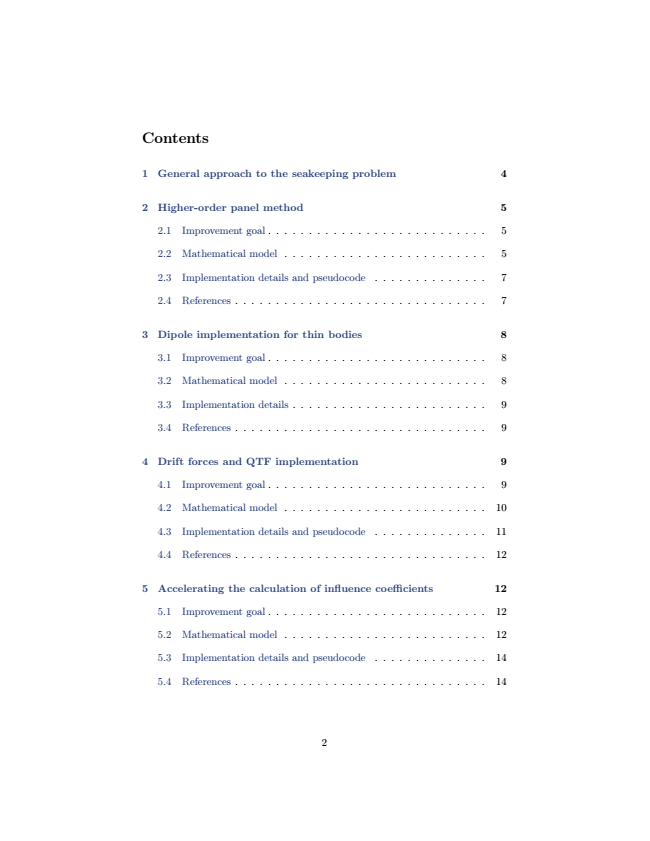 Contents
1 General approach to the seakeeping problem 4
2 Higher-order panel method 5
2.1 Improvement goal . . . . . . . . . . . . . . . . . . . . . . . . . . . 5
2.2 Mathematical model . . . . . . . . . . . . . . . . . . . . . . . . . 5
2.3 Implementation details and pseudocode . . . . . . . . . . . . . . 7
2.4 References . . . . . . . . . . . . . . . . . . . . . . . . . . . . . . . 7
3 Dipole implementation for thin bodies 8
3.1 Improvement goal . . . . . . . . . . . . . . . . . . . . . . . . . . . 8
3.2 Mathematical model . . . . . . . . . . . . . . . . . . . . . . . . . 8
3.3 Implementation details . . . . . . . . . . . . . . . . . . . . . . . . 9
3.4 References . . . . . . . . . . . . . . . . . . . . . . . . . . . . . . . 9
4 Drift forces and QTF implementation 9
4.1 Improvement goal . . . . . . . . . . . . . . . . . . . . . . . . . . . 9
4.2 Mathematical model . . . . . . . . . . . . . . . . . . . . . . . . . 10
4.3 Implementation details and pseudocode . . . . . . . . . . . . . . 11
4.4 References . . . . . . . . . . . . . . . . . . . . . . . . . . . . . . . 12
5 Accelerating the calculation of influence coefficients 12
5.1 Improvement goal . . . . . . . . . . . . . . . . . . . . . . . . . . . 12
5.2 Mathematical model . . . . . . . . . . . . . . . . . . . . . . . . . 12
5.3 Implementation details and pseudocode . . . . . . . . . . . . . . 14
5.4 References . . . . . . . . . . . . . . . . . . . . . . . . . . . . . . . 14
2